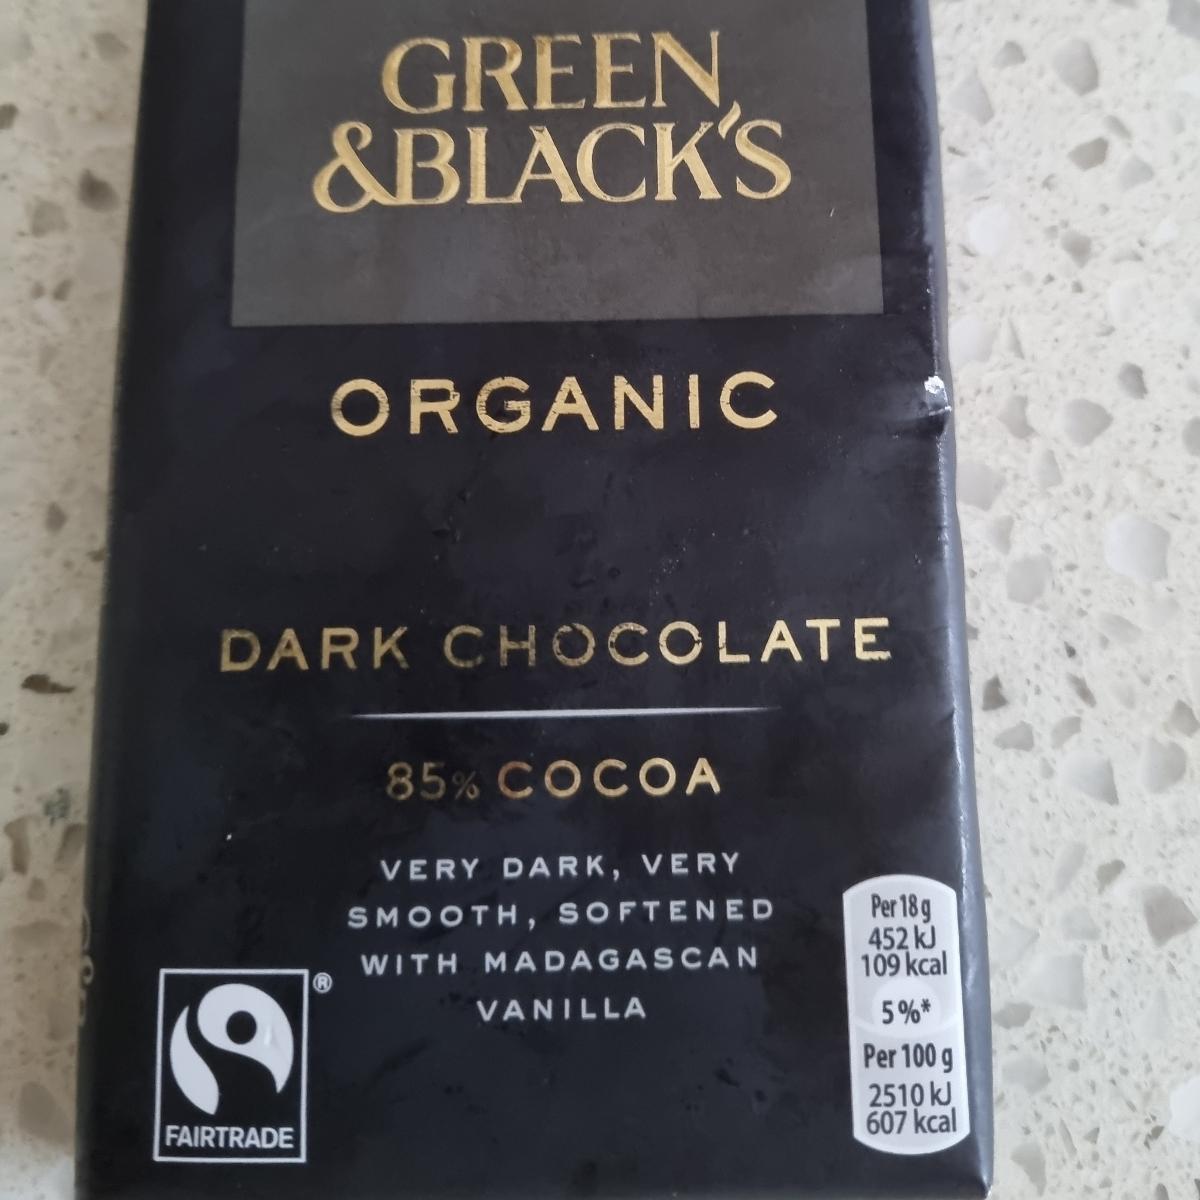 GREEN
&BLACK'S
ORGANIC
DARK CHOCOLATE
85% COCOA
VERY DARK, VERY
SMOOTH, SOFTENED
WITH MADAGASCAN
VANILLA
®
FAIRTRADE
Per 18 g
452 kJ
109 kcal
5%*
Per 100 g
2510 kJ
607 kcal